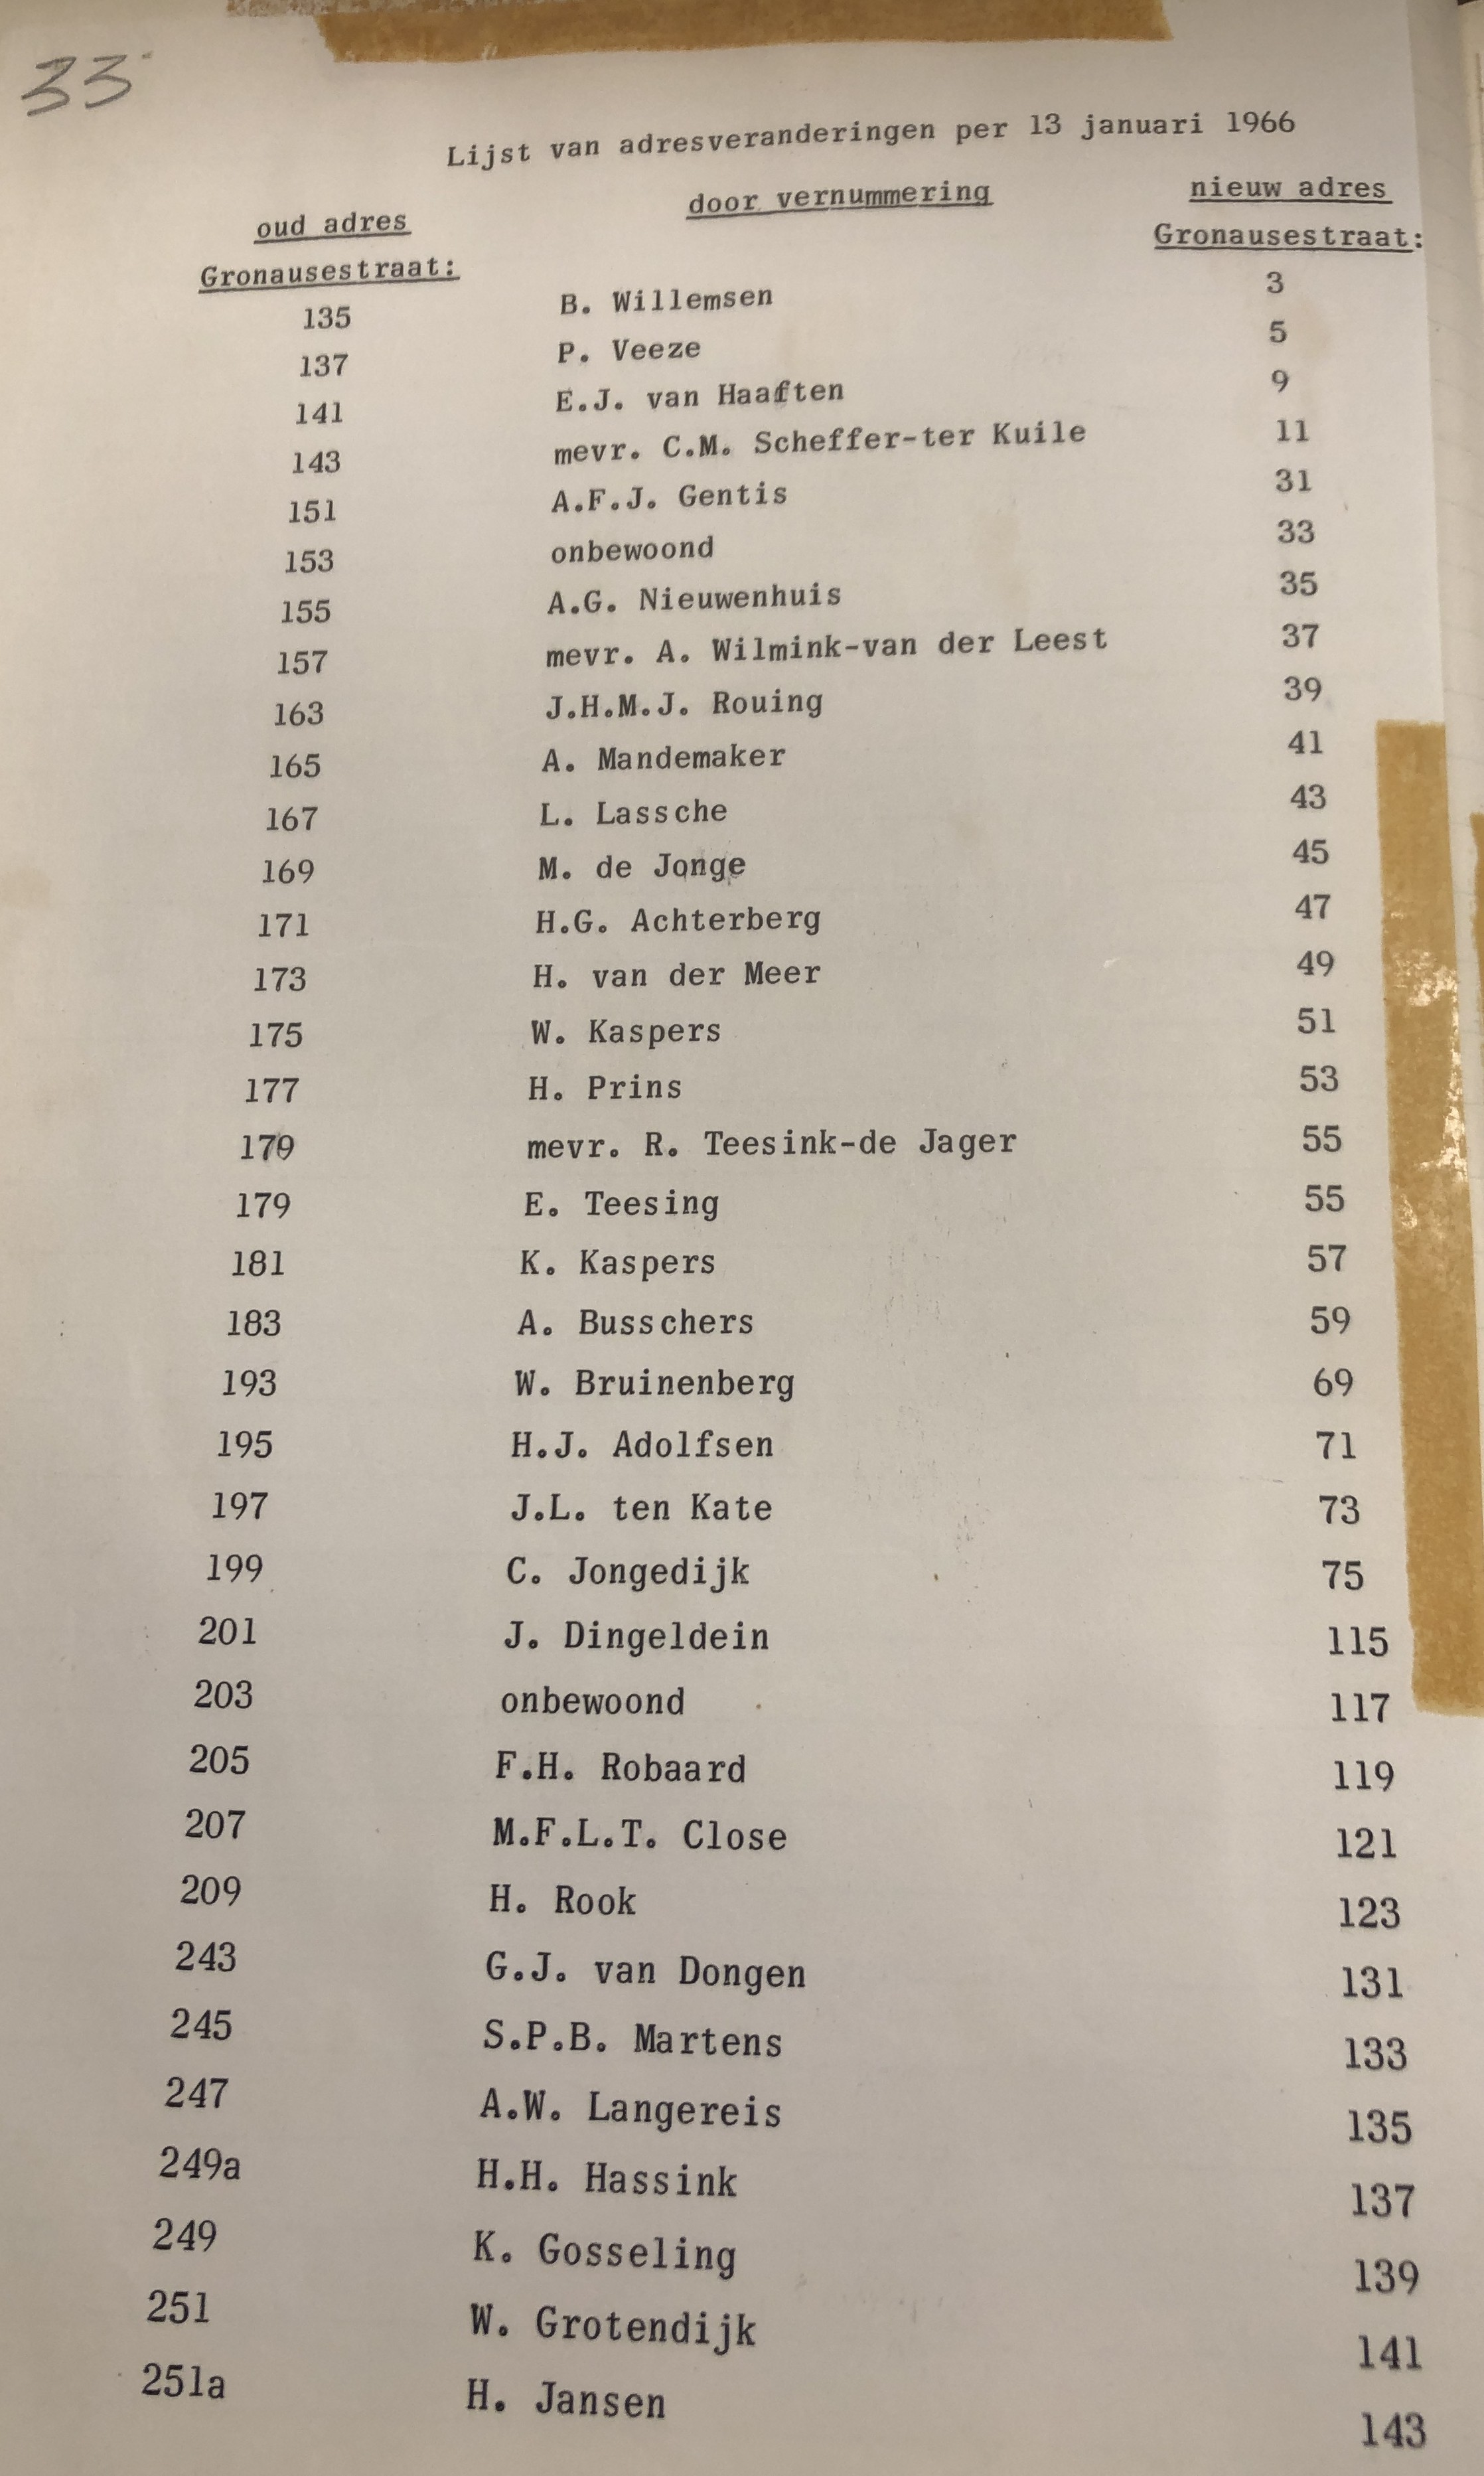 33
Lijst van adresveranderingen per 13 januari 1966
door vernummering
oud adres nieuw adres
Gronausestraat: Gronausestraat:
135 B. Willemsen 3
137 P. Veeze 5
141 E.J. van Haaften 9
143 mevr. C.M. Scheffer-ter Kuile 11
151 A.F.J. Gentis 31
153 onbewoond 33
155 A.G. Nieuwenhuis 35
157 mevr. A. Wilmink-van der Leest 37
163 J.H.M.J. Rouing 39
165 A. Mandemaker 41
167 L. Lassche 43
169 M. de Jonge 45
171 H.G. Achterberg 47
173 H. van der Meer 49
175 W. Kaspers 51
177 H. Prins 53
179 mevr. R. Teesink-de Jager 55
179 E. Teesing 55
181 K. Kaspers 57
183 A. Busschers 59
193 W. Bruinenberg 69
195 H.J. Adolfsen 71
197 J.L. ten Kate 73
199 C. Jongedijk 75
201 J. Dingeldein 115
203 onbewoond 117
205 F.H. Robaard 119
207 M.F.L.T. Close 121
209 H. Rook 123
243 G.J. van Dongen 131
245 S.P.B. Martens 133
247 A.W. Langereis 135
249a H.H. Hassink 137
249 K. Gosseling 139
251 W. Grotendijk 141
251a H. Jansen 143